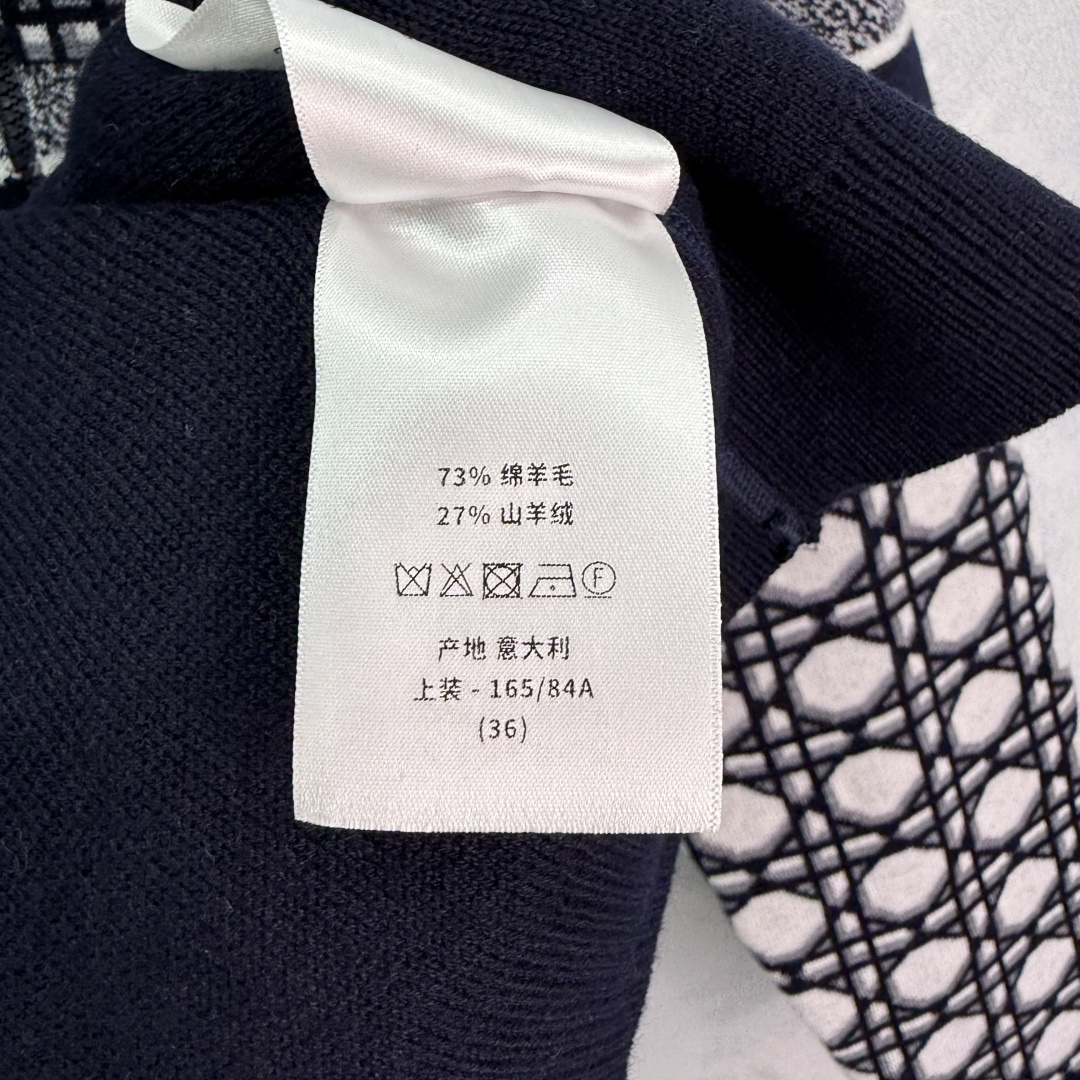 73% 绵羊毛
27% 山羊绒
F
产地 意大利
上装 - 165/84A
(36)